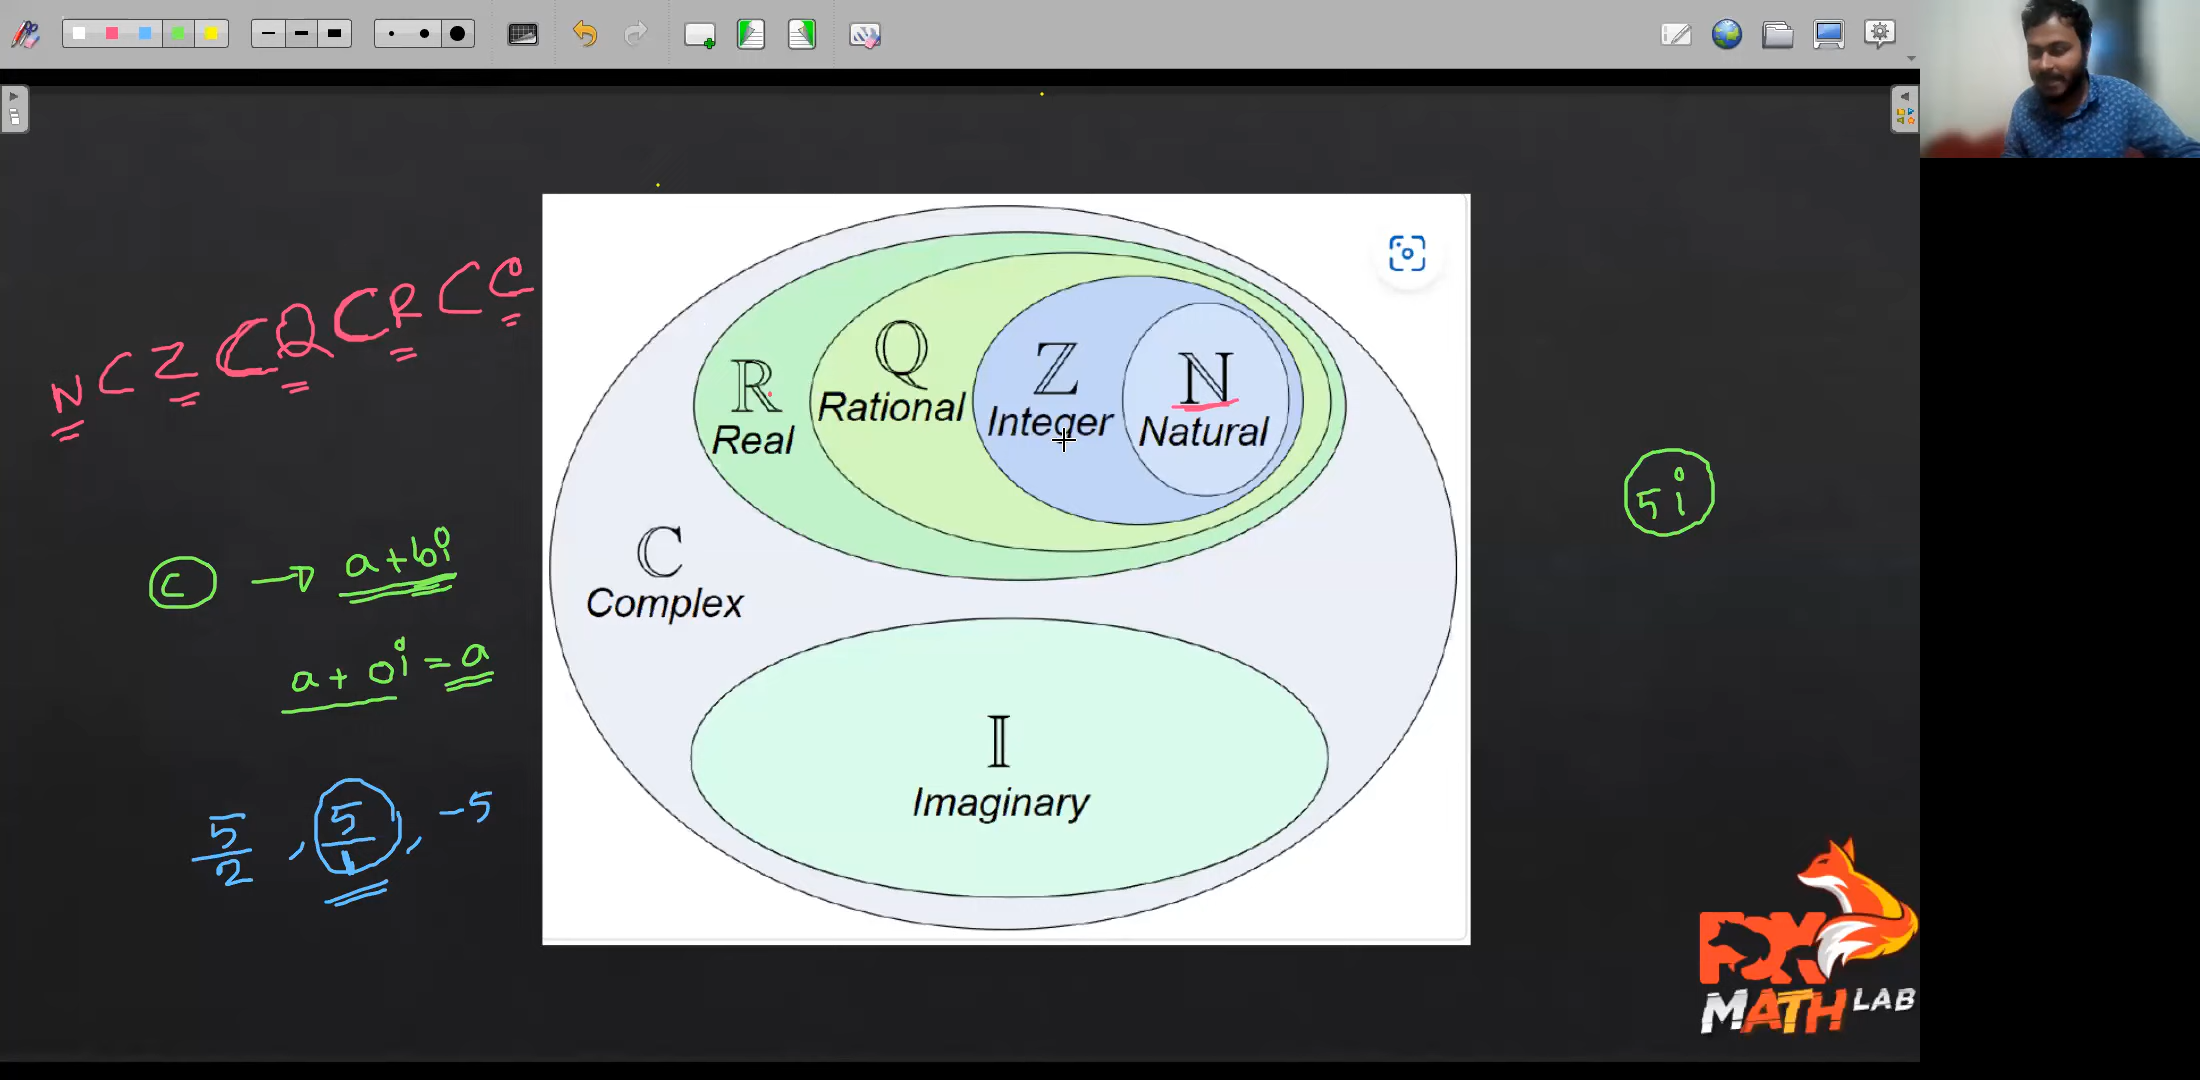 N ⊂ Z ⊂ Q ⊂ R ⊂ C
ℝ
Real
ℚ
Rational
ℤ
Integer
ℕ
Natural
ℂ
Complex
𝕀
Imaginary
C → a+bi
a + 0i = a
5/2 , 5/1 , -5
5i
FOX
MATH LAB